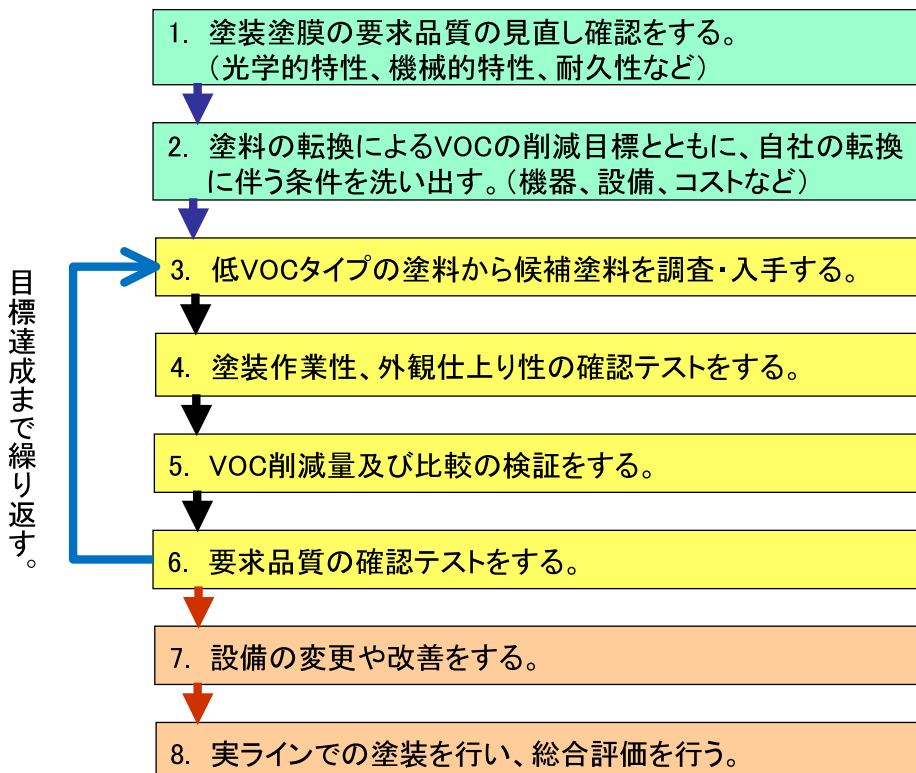 1. 塗装塗膜の要求品質の見直し確認をする。
（光学的特性、機械的特性、耐久性など）
2. 塗料の転換によるVOCの削減目標とともに、自社の転換
に伴う条件を洗い出す。（機器、設備、コストなど）
3. 低VOCタイプの塗料から候補塗料を調査・入手する。
4. 塗装作業性、外観仕上り性の確認テストをする。
5. VOC削減量及び比較の検証をする。
6. 要求品質の確認テストをする。
目標達成まで繰り返す。
7. 設備の変更や改善をする。
8. 実ラインでの塗装を行い、総合評価を行う。